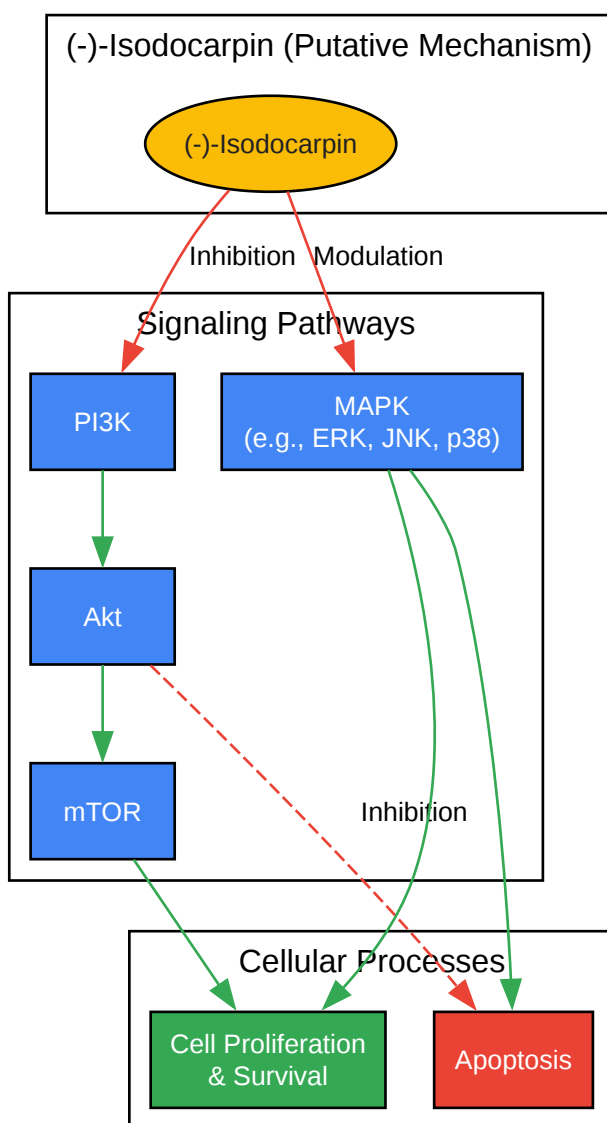 (-)-Isodocarpin (Putative Mechanism)
(-)-Isodocarpin
Inhibition
Modulation
Signaling Pathways
PI3K
MAPK
(e.g., ERK, JNK, p38)
Akt
mTOR
Inhibition
Cellular Processes
Cell Proliferation
& Survival
Apoptosis